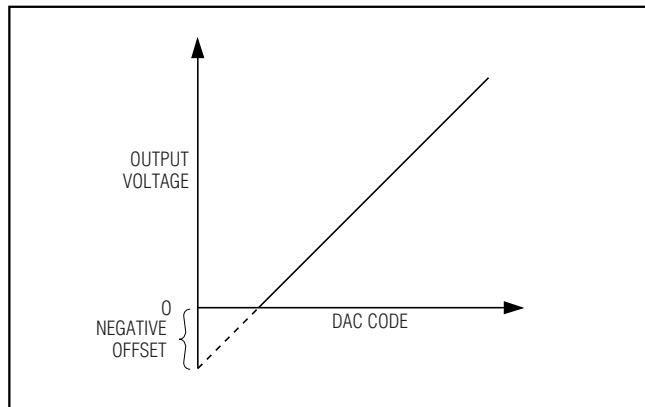 OUTPUT
VOLTAGE
0
DAC CODE
NEGATIVE
OFFSET